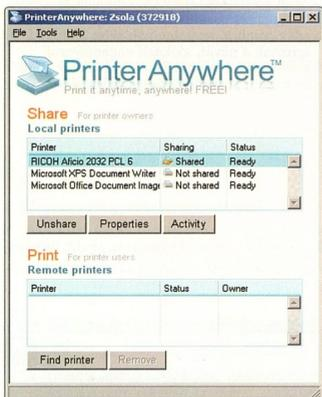 PrinterAnywhere: Zsola (372918)
File Tools Help
PrinterAnywhere™
Print it anytime, anywhere! FREE!
Share For printer owners
Local printers
Printer Sharing Status
RICOH Aficio 2032 PCL 6 Shared Ready
Microsoft XPS Document Writer Not shared Ready
Microsoft Office Document Image Not shared Ready
Unshare Properties Activity
Print For printer users
Remote printers
Printer Status Owner
Find printer Remove